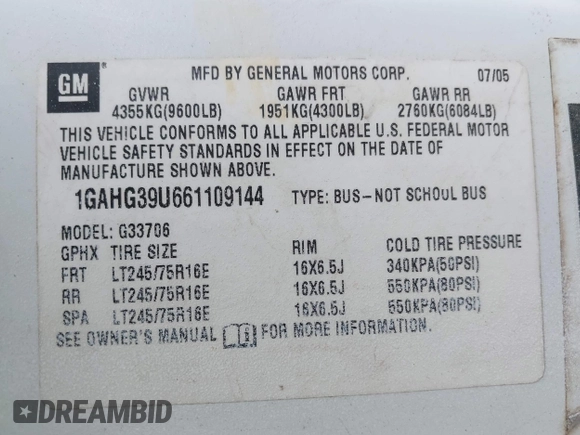 GM
MFD BY GENERAL MOTORS CORP. 07/05
GVWR GAWR FRT GAWR RR
4355KG(9600LB) 1951KG(4300LB) 2760KG(6084LB)
THIS VEHICLE CONFORMS TO ALL APPLICABLE U.S. FEDERAL MOTOR
VEHICLE SAFETY STANDARDS IN EFFECT ON THE DATE OF
MANUFACTURE SHOWN ABOVE.
1GAHG39U661109144 TYPE: BUS-NOT SCHOOL BUS
MODEL: G33706
GPHX TIRE SIZE RIM COLD TIRE PRESSURE
FRT LT245/75R16E 16X6.5J 340KPA(50PSI)
RR LT245/75R16E 16X6.5J 550KPA(80PSI)
SPA LT245/75R16E 16X6.5J 550KPA(80PSI)
SEE OWNER'S MANUAL FOR MORE INFORMATION.
DREAMBID